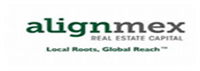 alignmex
REAL ESTATE CAPITAL
Local Roots, Global Reach™